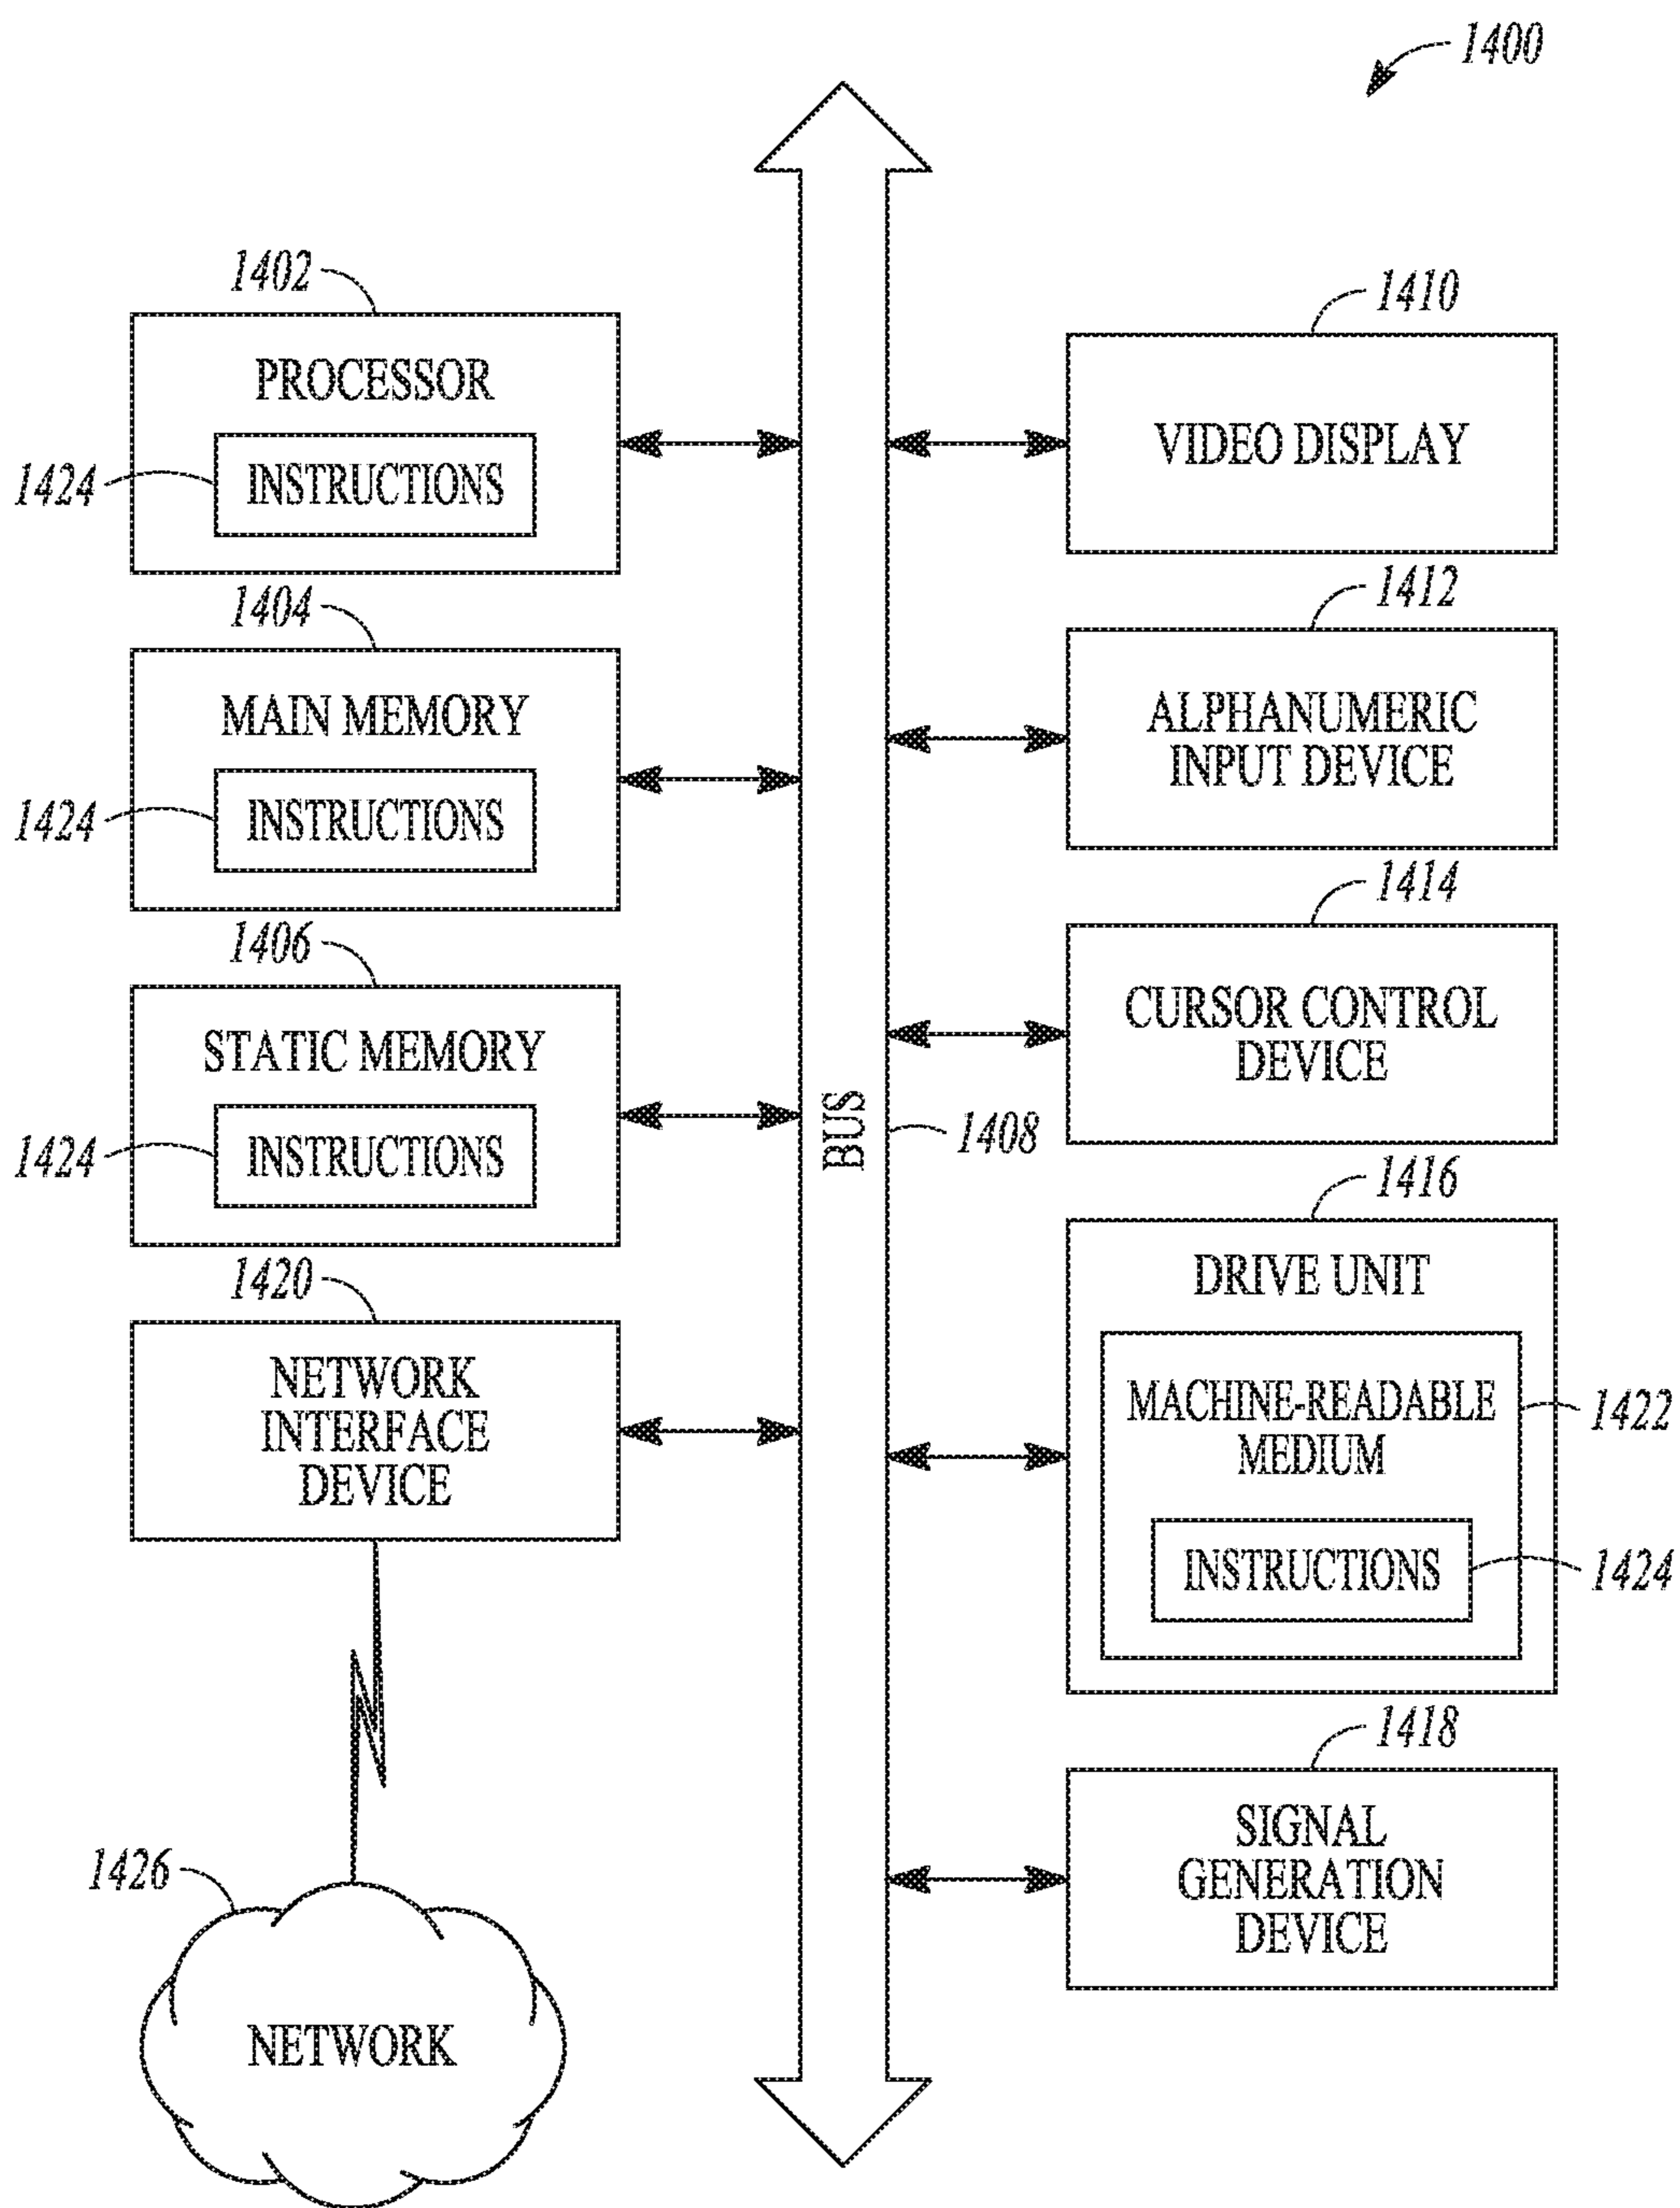 1400
1402
PROCESSOR
1424
INSTRUCTIONS
1404
MAIN MEMORY
1424
INSTRUCTIONS
1406
STATIC MEMORY
1424
INSTRUCTIONS
1420
NETWORK
INTERFACE
DEVICE
1426
NETWORK
BUS
1408
1410
VIDEO DISPLAY
1412
ALPHANUMERIC
INPUT DEVICE
1414
CURSOR CONTROL
DEVICE
1416
DRIVE UNIT
MACHINE-READABLE
MEDIUM
1422
INSTRUCTIONS
1424
1418
SIGNAL
GENERATION
DEVICE